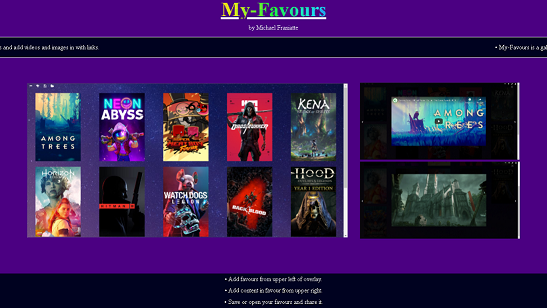 My-Favours
by Michael Franiatte
s and add videos and images in with links.
• My-Favours is a gal
AMONG TREES
NEON ABYSS
KENA
HORIZON
HITMAN III
WATCH DOGS
LEGION
BACK 4 BLOOD
HOOD
YEAR 1 EDITION
AMONG
TREES
• Add favours from upper left of overlay.
• Add content in favour from upper right.
• Save or open your favours and share it.